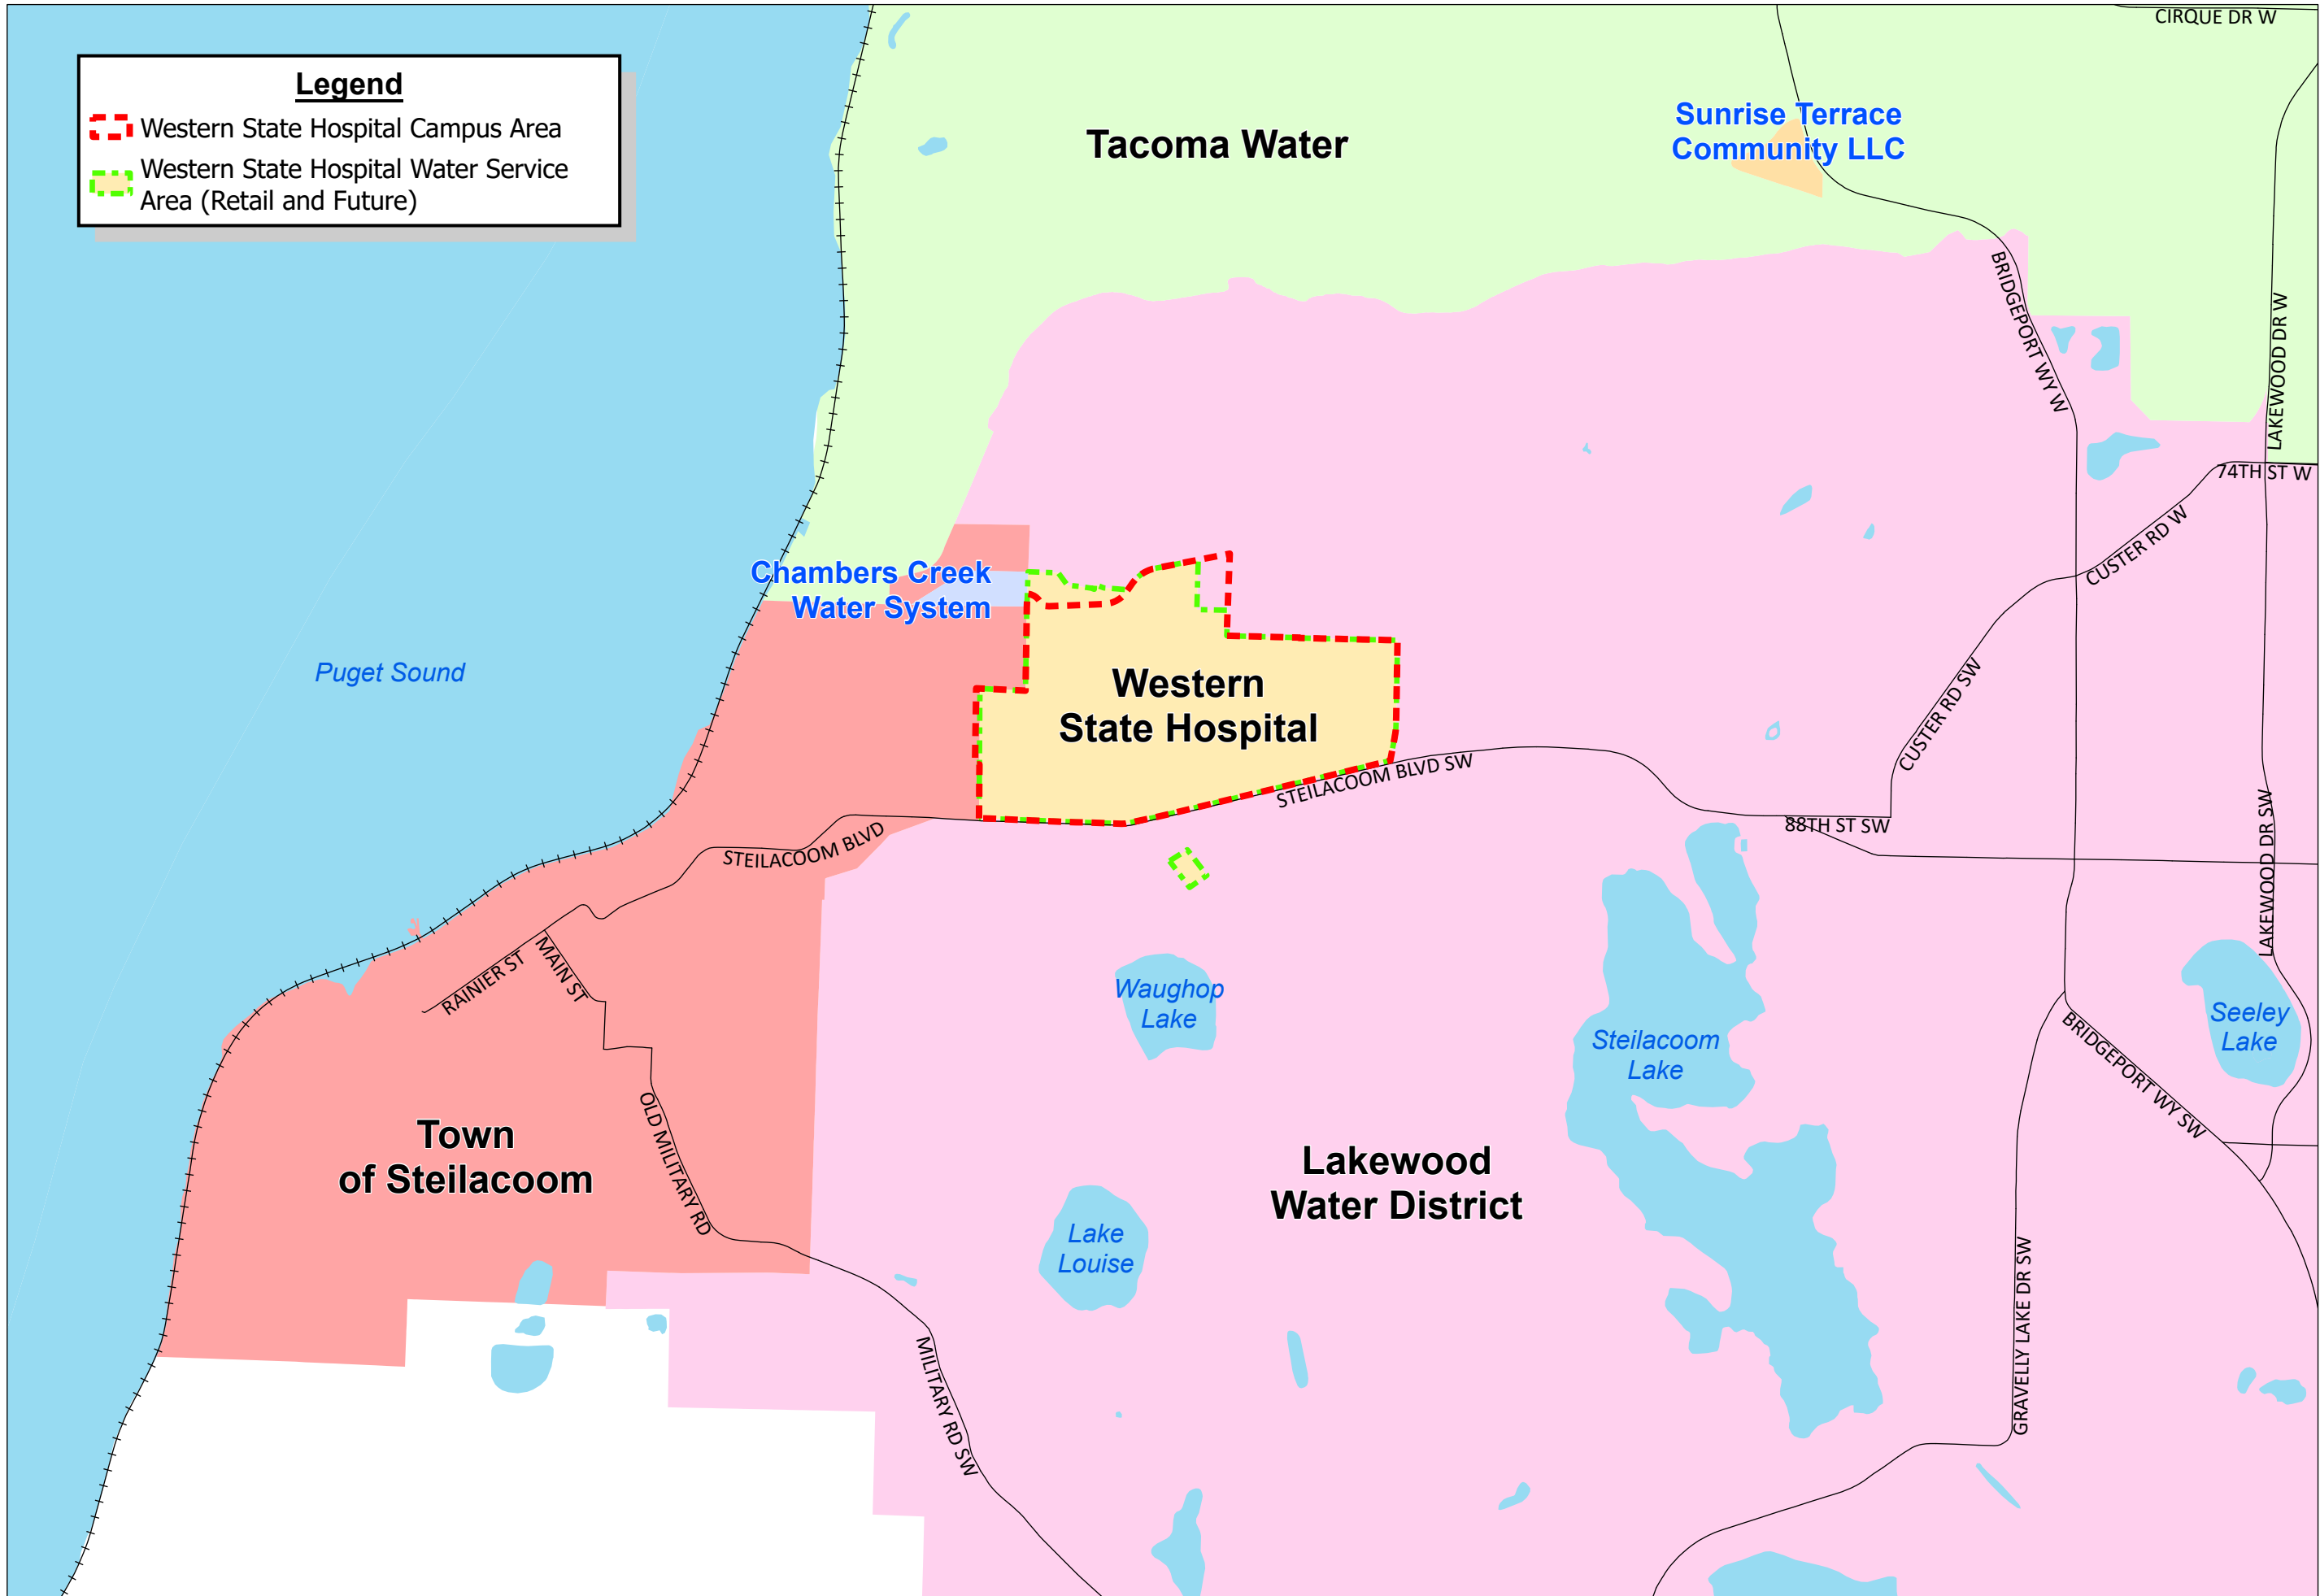 CIRQUE DR W
Legend
Western State Hospital Campus Area
Western State Hospital Water Service
Area (Retail and Future)
Tacoma Water
Sunrise Terrace
Community LLC
BRIDGEPORT WY W
LAKEWOOD DR W
74TH ST W
CUSTER RD W
Chambers Creek
Water System
Puget Sound
Western
State Hospital
CUSTER RD SW
STEILACOOM BLVD SW
88TH ST SW
STEILACOOM BLVD
LAKEWOOD DR SW
RAINIER ST
MAIN ST
Waughop
Lake
Steilacoom
Lake
Seeley
Lake
BRIDGEPORT WY SW
OLD MILITARY RD
Town
of Steilacoom
Lakewood
Water District
Lake
Louise
GRAVELLY LAKE DR SW
MILITARY RD SW